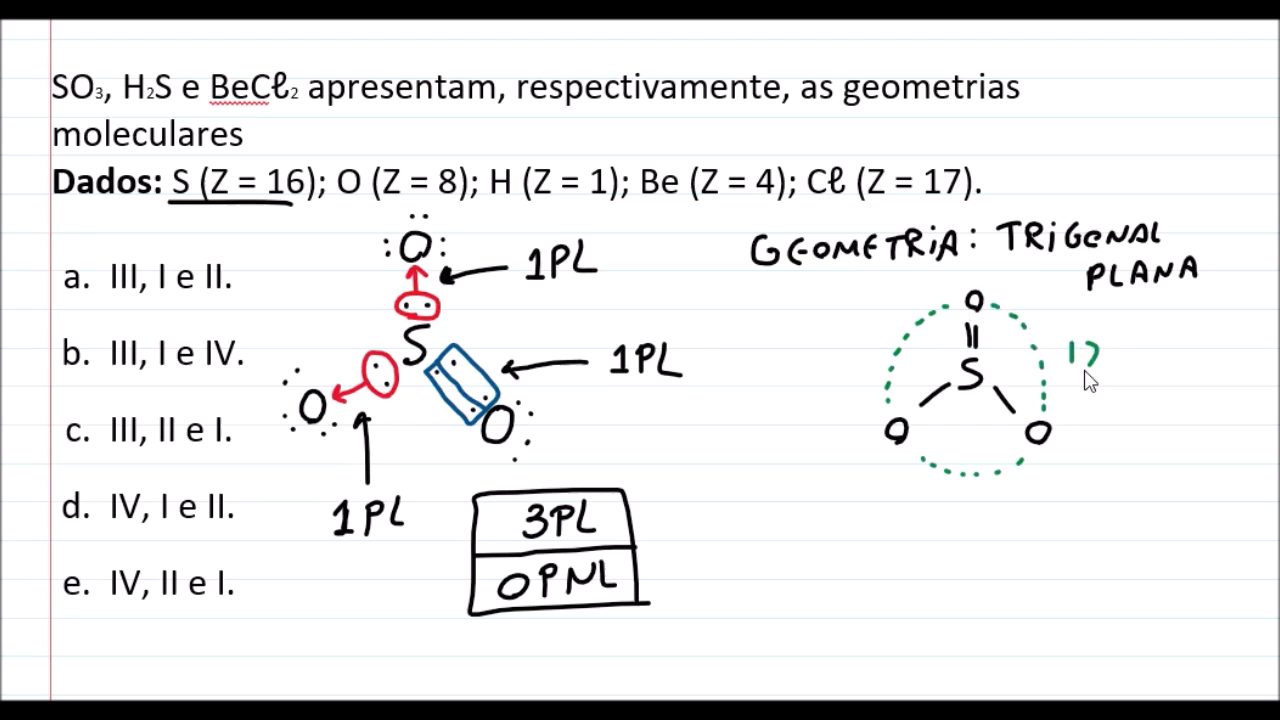 SO₃, H₂S e BeCℓ₂ apresentam, respectivamente, as geometrias
moleculares
Dados: S (Z = 16); O (Z = 8); H (Z = 1); Be (Z = 4); Cℓ (Z = 17).
a. III, I e II.
b. III, I e IV.
c. III, II e I.
d. IV, I e II.
e. IV, II e I.
O
1PL
S
1PL
O
O
1PL
3PL
0PNL
GEOMETRIA: TRIGONAL
PLANA
O
S
O
O